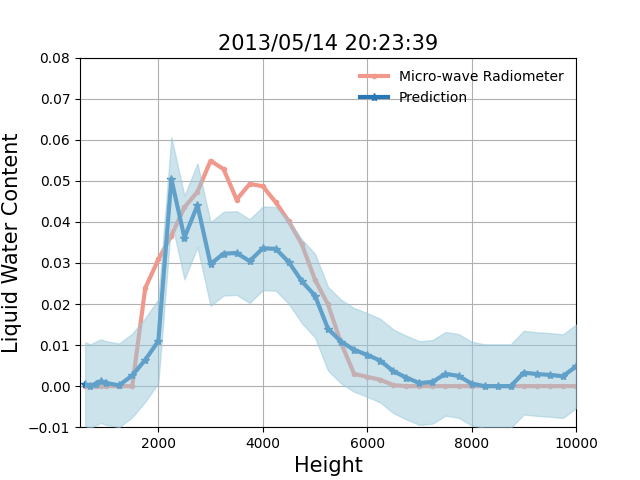 2013/05/14 20:23:39
Micro-wave Radiometer
Prediction
Liquid Water Content
0.08
0.07
0.06
0.05
0.04
0.03
0.02
0.01
0.00
−0.01
2000 4000 6000 8000 10000
Height